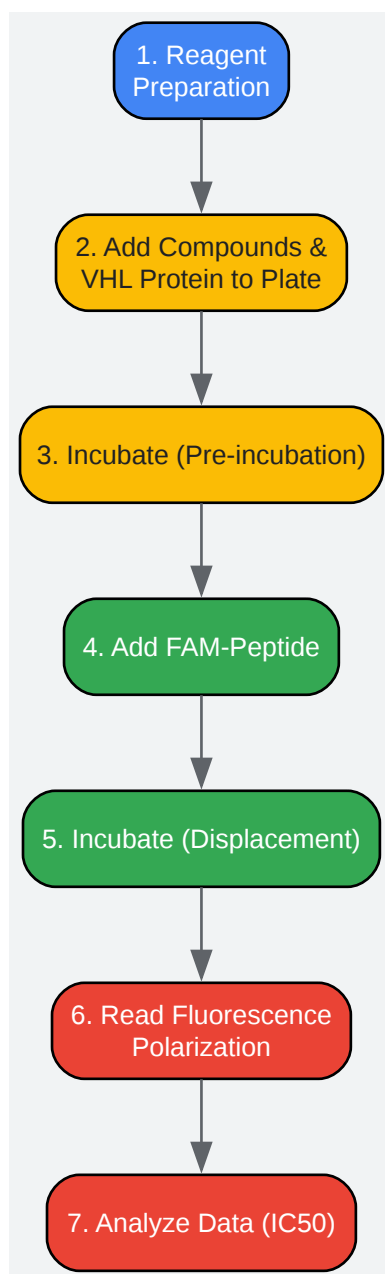 1. Reagent
Preparation
2. Add Compounds &
VHL Protein to Plate
3. Incubate (Pre-incubation)
4. Add FAM-Peptide
5. Incubate (Displacement)
6. Read Fluorescence
Polarization
7. Analyze Data (IC50)